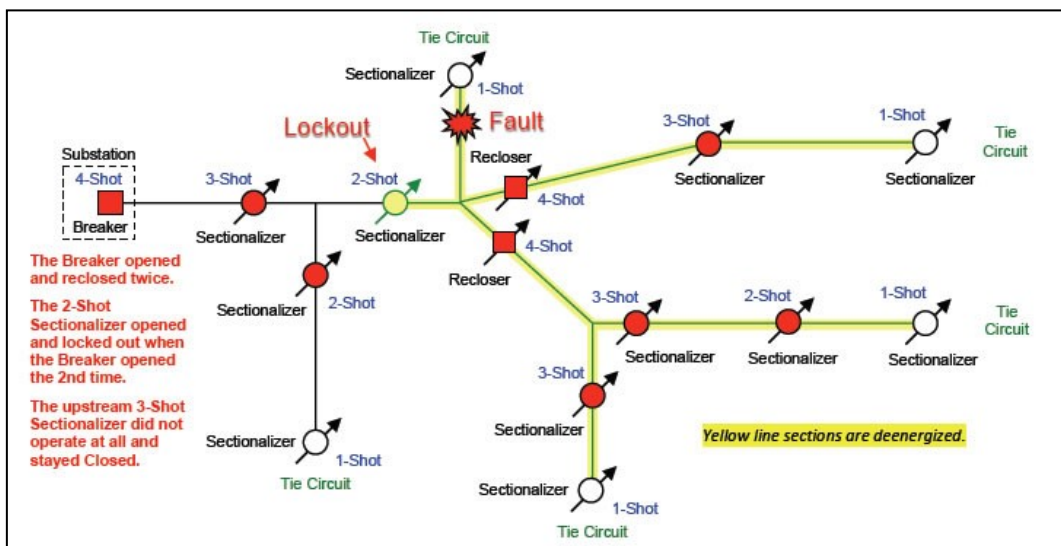 Tie Circuit
Sectionalizer
1-Shot
Fault
Lockout
3-Shot
1-Shot
Tie
Circuit
Substation
Recloser
4-Shot
3-Shot
2-Shot
Sectionalizer
Sectionalizer
4-Shot
Breaker
Sectionalizer
Sectionalizer
4-Shot
Recloser
The Breaker opened
and reclosed twice.
The 2-Shot
Sectionalizer opened
and locked out when
the Breaker opened
the 2nd time.
The upstream 3-Shot
Sectionalizer did not
operate at all and
stayed Closed.
Sectionalizer
2-Shot
3-Shot
2-Shot
1-Shot
Tie
Circuit
Sectionalizer
Sectionalizer
Sectionalizer
3-Shot
Sectionalizer
Sectionalizer
1-Shot
Tie Circuit
Yellow line sections are deenergized.
Sectionalizer
1-Shot
Tie Circuit